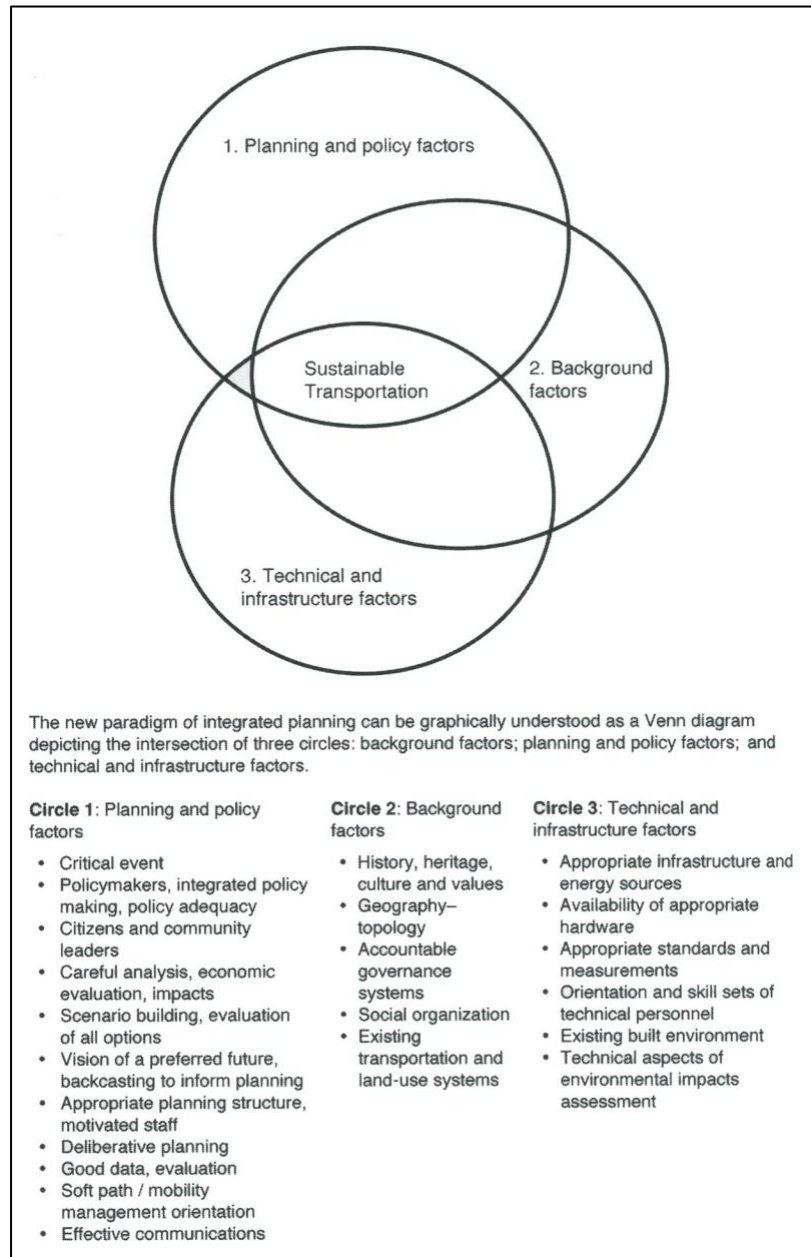 1. Planning and policy factors
Sustainable
Transportation
2. Background
factors
3. Technical and
infrastructure factors
The new paradigm of integrated planning can be graphically understood as a Venn diagram
depicting the intersection of three circles: background factors; planning and policy factors; and
technical and infrastructure factors.
Circle 1: Planning and policy
factors
• Critical event
• Policymakers, integrated policy
making, policy adequacy
• Citizens and community
leaders
• Careful analysis, economic
evaluation, impacts
• Scenario building, evaluation
of all options
• Vision of a preferred future,
backcasting to inform planning
• Appropriate planning structure,
motivated staff
• Deliberative planning
• Good data, evaluation
• Soft path / mobility
management orientation
• Effective communications
Circle 2: Background
factors
• History, heritage,
culture and values
• Geography–
topology
• Accountable
governance
systems
• Social organization
• Existing
transportation and
land-use systems
Circle 3: Technical and
infrastructure factors
• Appropriate infrastructure and
energy sources
• Availability of appropriate
hardware
• Appropriate standards and
measurements
• Orientation and skill sets of
technical personnel
• Existing built environment
• Technical aspects of
environmental impacts
assessment